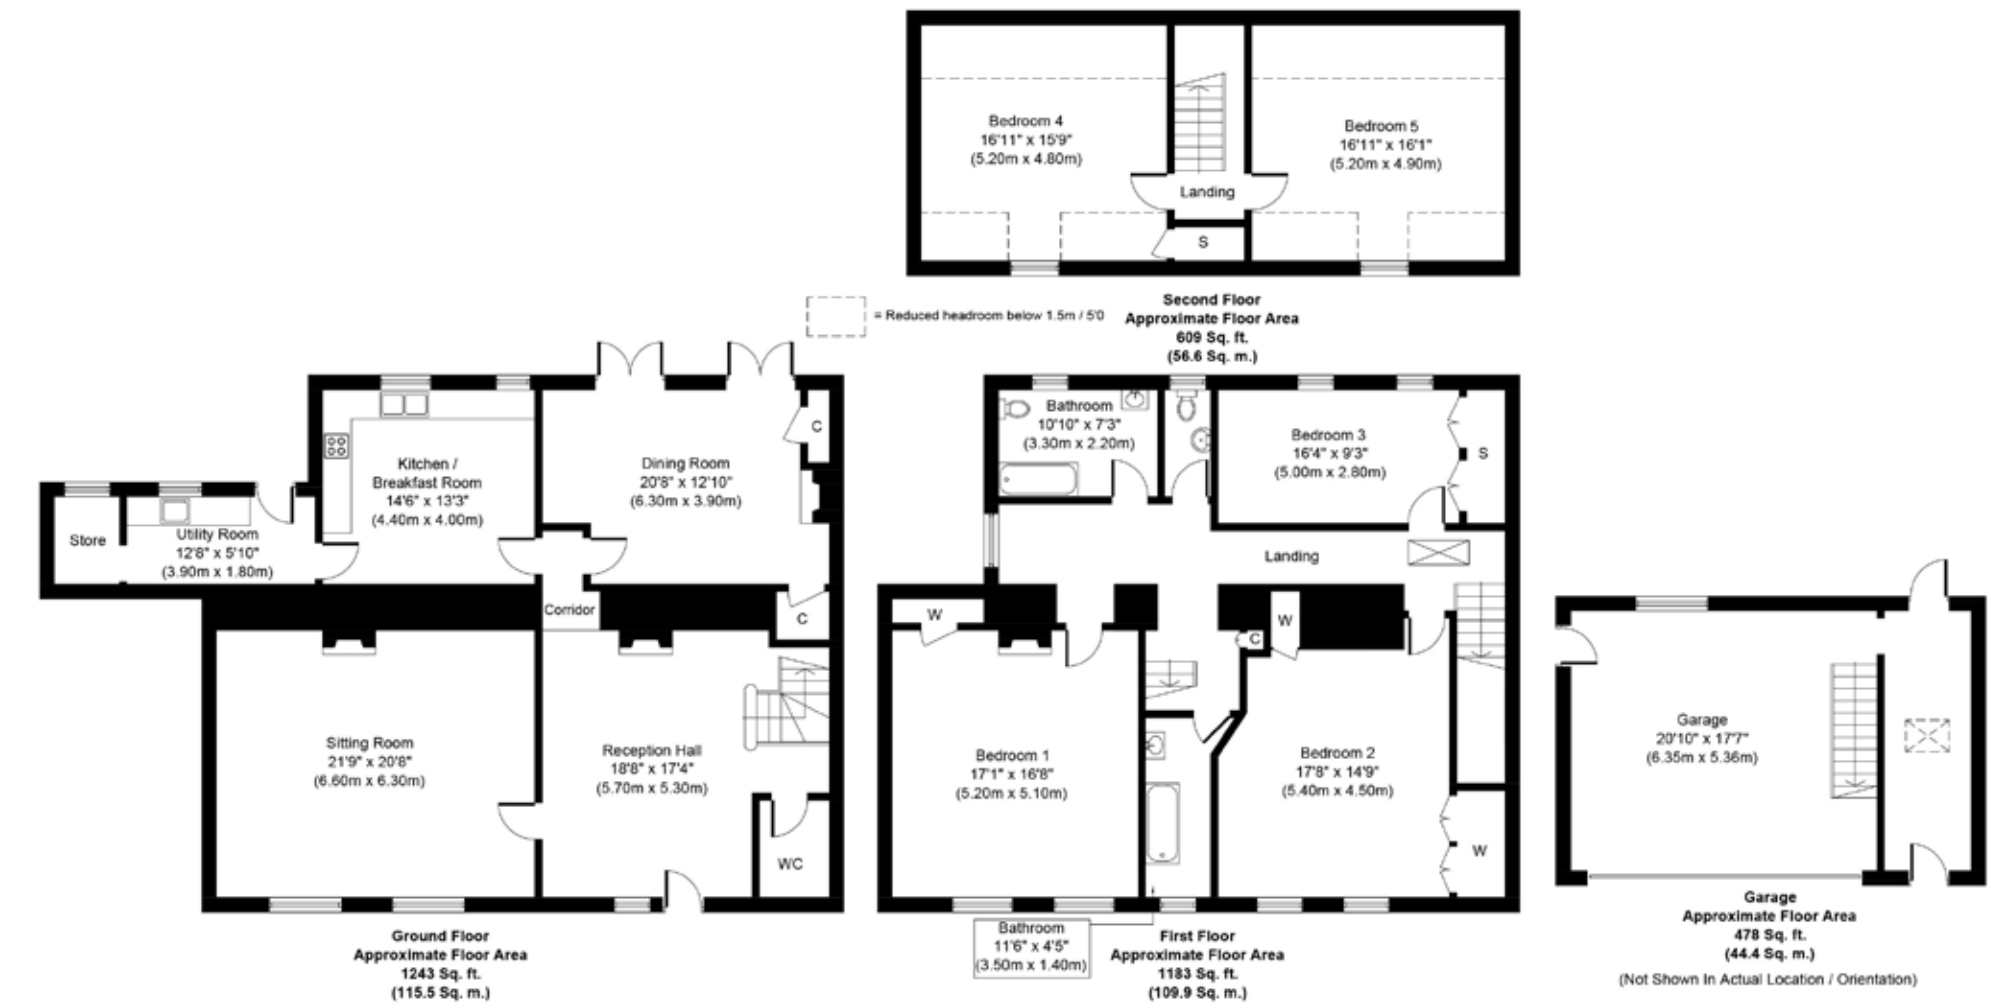 Bedroom 4
16'11" x 15'9"
(5.20m x 4.80m)
Landing
S
Bedroom 5
16'11" x 16'1"
(5.20m x 4.90m)
= Reduced headroom below 1.5m / 5'0
Second Floor
Approximate Floor Area
609 Sq. ft.
(56.6 Sq. m.)
Store
Utility Room
12'8" x 5'10"
(3.90m x 1.80m)
Kitchen /
Breakfast Room
14'6" x 13'3"
(4.40m x 4.00m)
Dining Room
20'8" x 12'10"
(6.30m x 3.90m)
C
C
Corridor
Sitting Room
21'9" x 20'8"
(6.60m x 6.30m)
Reception Hall
18'8" x 17'4"
(5.70m x 5.30m)
WC
Ground Floor
Approximate Floor Area
1243 Sq. ft.
(115.5 Sq. m.)
Bathroom
10'10" x 7'3"
(3.30m x 2.20m)
Bedroom 3
16'4" x 9'3"
(5.00m x 2.80m)
S
Landing
W
C
W
Bedroom 1
17'1" x 16'8"
(5.20m x 5.10m)
Bedroom 2
17'8" x 14'9"
(5.40m x 4.50m)
W
Bathroom
11'6" x 4'5"
(3.50m x 1.40m)
First Floor
Approximate Floor Area
1183 Sq. ft.
(109.9 Sq. m.)
Garage
20'10" x 17'7"
(6.35m x 5.36m)
Garage
Approximate Floor Area
478 Sq. ft.
(44.4 Sq. m.)
(Not Shown In Actual Location / Orientation)